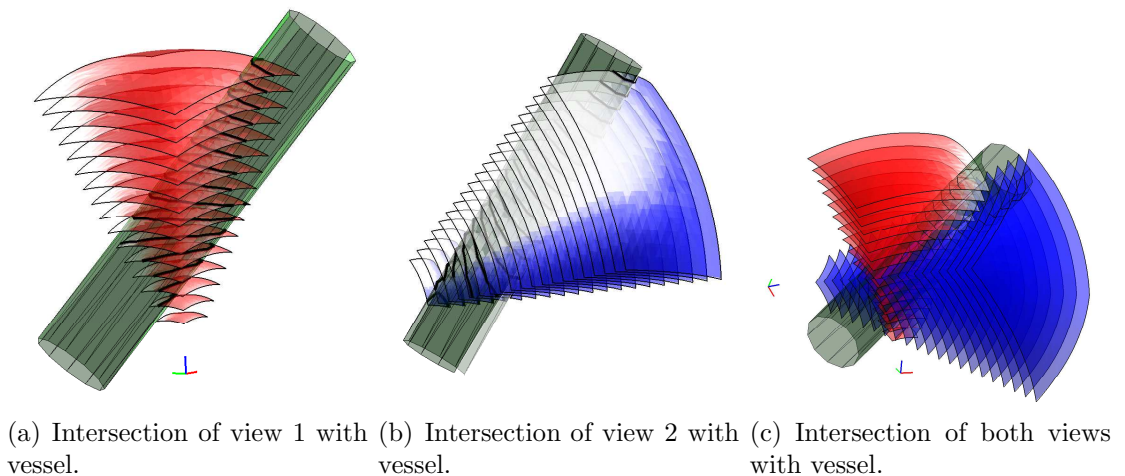 (a) Intersection of view 1 with vessel.
(b) Intersection of view 2 with vessel.
(c) Intersection of both views with vessel.